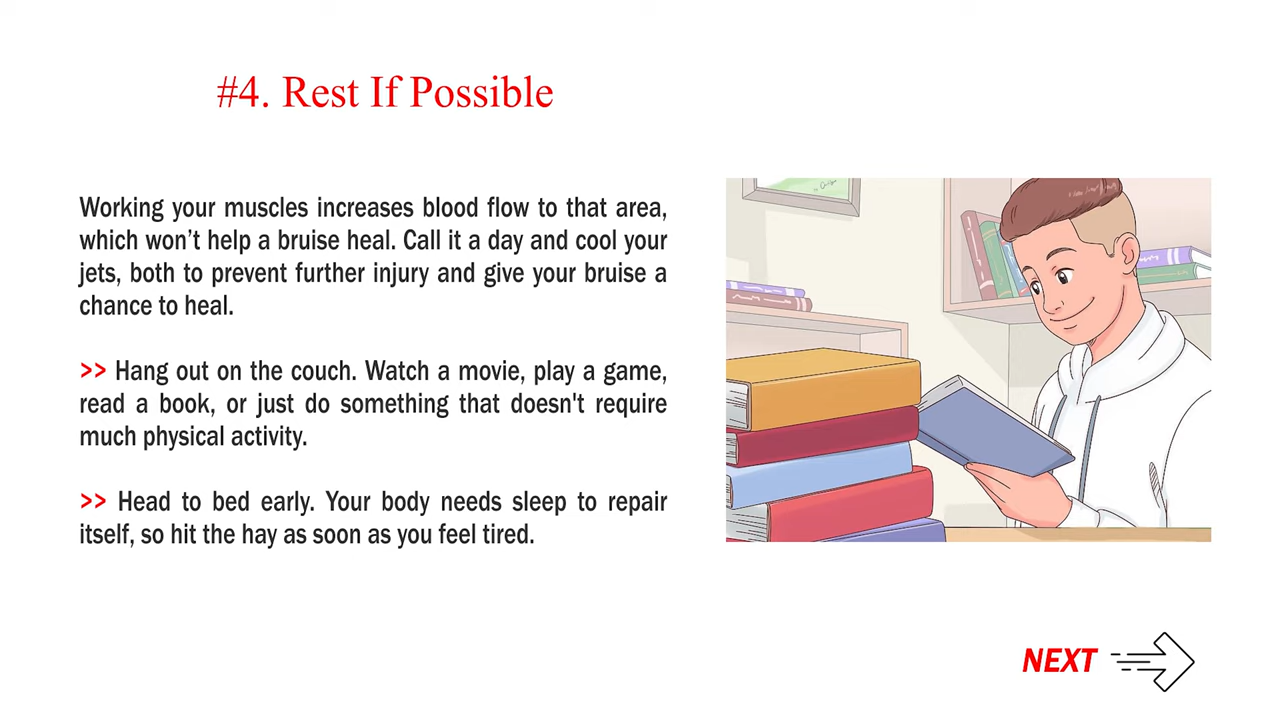 #4. Rest If Possible
Working your muscles increases blood flow to that area,
which won't help a bruise heal. Call it a day and cool your
jets, both to prevent further injury and give your bruise a
chance to heal.
>> Hang out on the couch. Watch a movie, play a game,
read a book, or just do something that doesn't require
much physical activity.
>> Head to bed early. Your body needs sleep to repair
itself, so hit the hay as soon as you feel tired.
NEXT